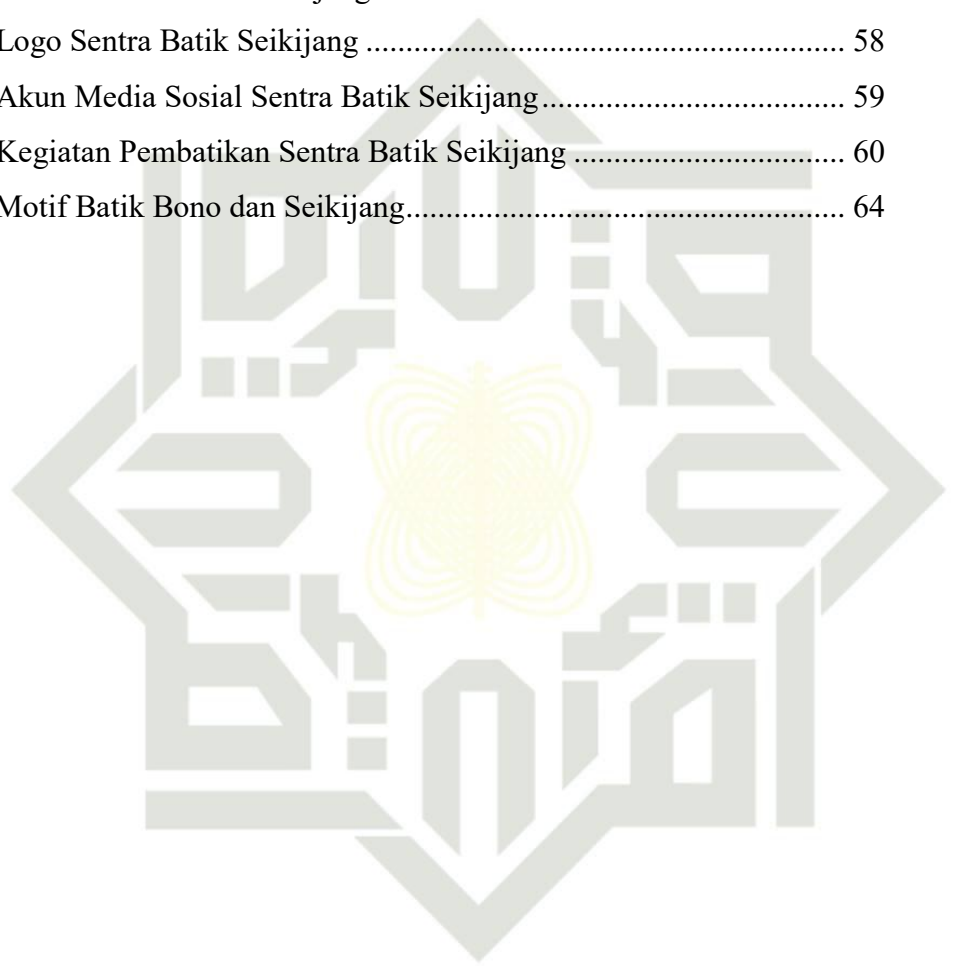 Logo Sentra Batik Seikijang ............................................................. 58
Akun Media Sosial Sentra Batik Seikijang...................................... 59
Kegiatan Pembatikan Sentra Batik Seikijang .................................. 60
Motif Batik Bono dan Seikijang........................................................ 64